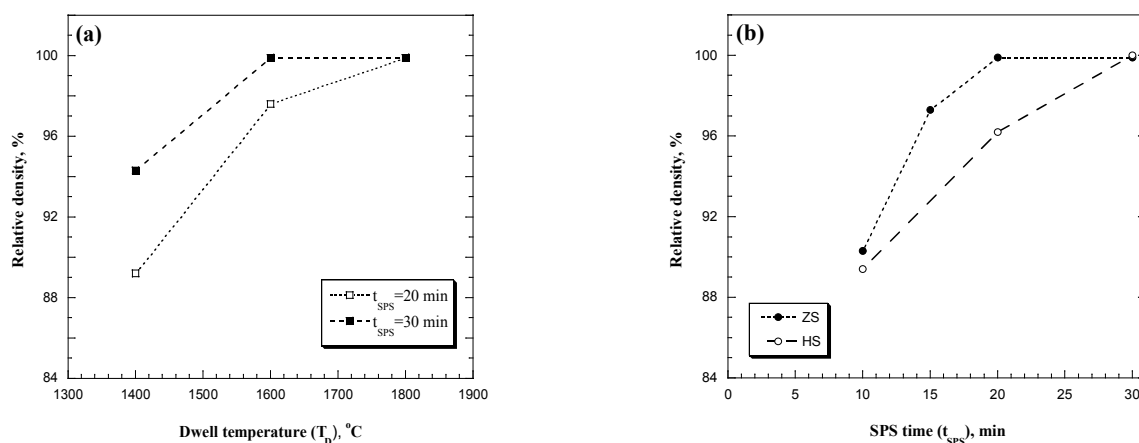 (a)
100
96
92
88
84
Relative density, %
t_SPS=20 min
t_SPS=30 min
1300 1400 1500 1600 1700 1800 1900
Dwell temperature (T_D), °C
(b)
100
96
92
88
84
Relative density, %
ZS
HS
0 5 10 15 20 25 30
SPS time (t_SPS), min